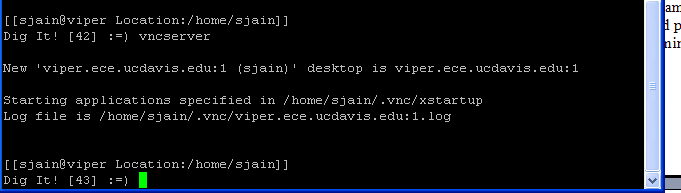 [[sjain@viper Location:/home/sjain]]
Dig It! [42] :=) vncserver
New 'viper.ece.ucdavis.edu:1 (sjain)' desktop is viper.ece.ucdavis.edu:1
Starting applications specified in /home/sjain/.vnc/xstartup
Log file is /home/sjain/.vnc/viper.ece.ucdavis.edu:1.log
[[sjain@viper Location:/home/sjain]]
Dig It! [43] :=)